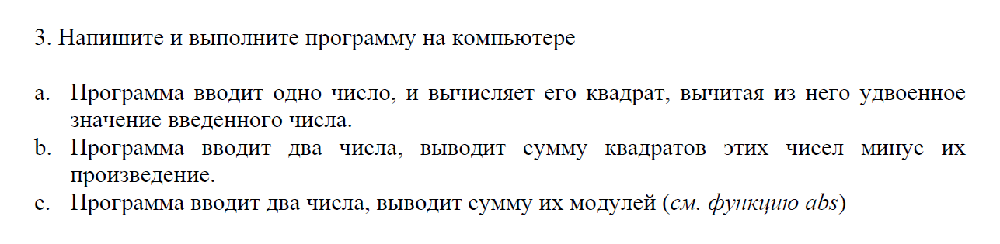 3. Напишите и выполните программу на компьютере
a. Программа вводит одно число, и вычисляет его квадрат, вычитая из него удвоенное
значение введенного числа.
b. Программа вводит два числа, выводит сумму квадратов этих чисел минус их
произведение.
c. Программа вводит два числа, выводит сумму их модулей (см. функцию abs)